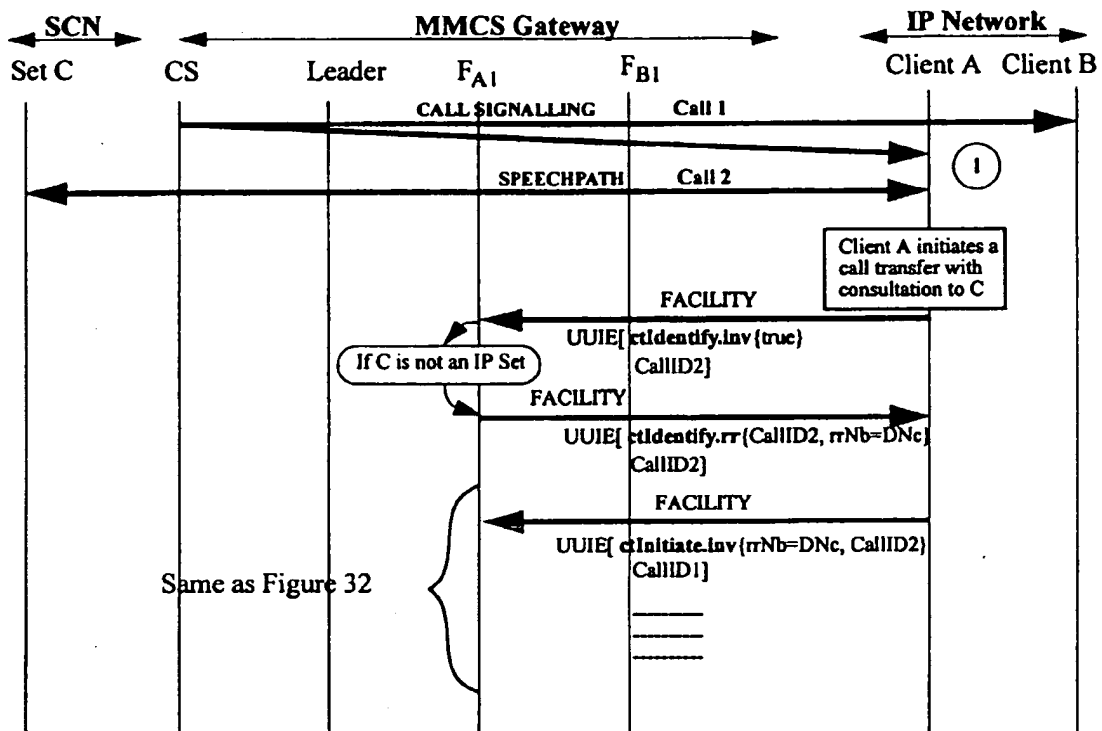 SCN MMCS Gateway IP Network
Set C CS Leader FA1 FB1 Client A Client B
CALL SIGNALLING Call 1
1
SPEECHPATH Call 2
Client A initiates a
call transfer with
consultation to C
FACILITY
UUIE[ ctIdentify.inv{true}
CallID2]
If C is not an IP Set
FACILITY
UUIE[ ctIdentify.rr{CallID2, rrNb=DNc}
CallID2]
FACILITY
UUIE[ ctInitiate.inv{rrNb=DNc, CallID2}
CallID1]
Same as Figure 32